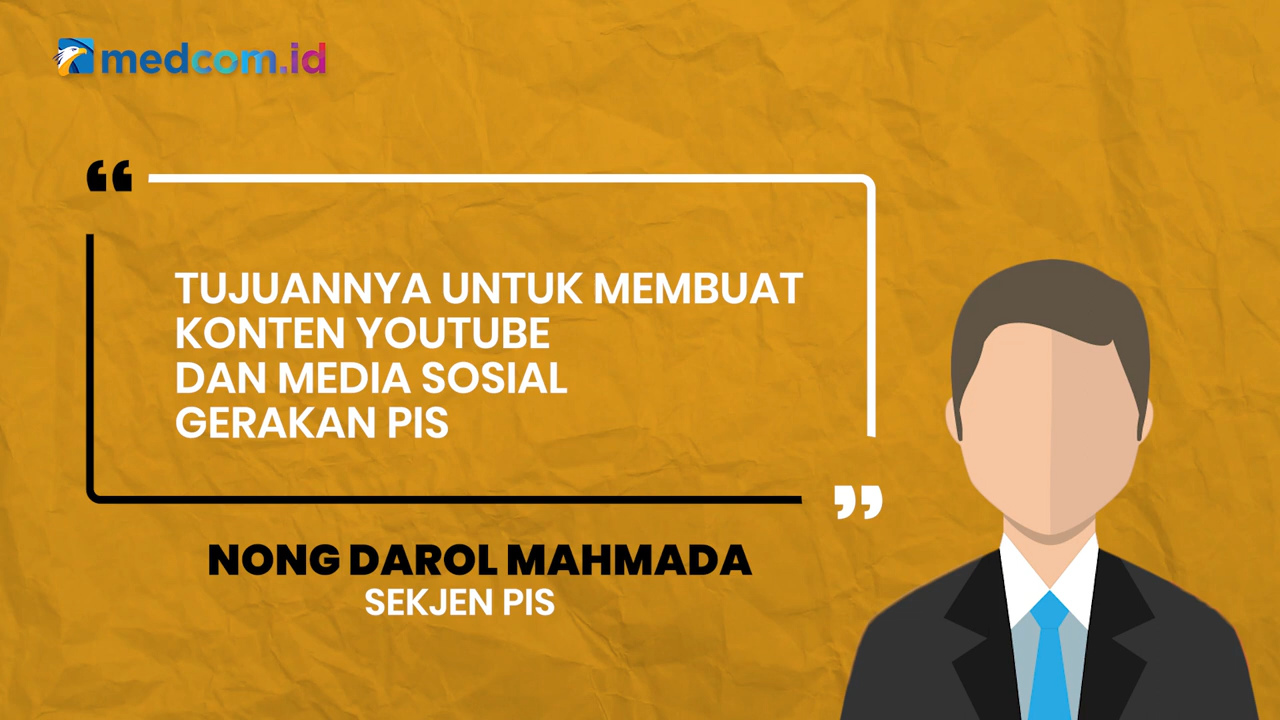 medcom.id
“
TUJUANNYA UNTUK MEMBUAT
KONTEN YOUTUBE
DAN MEDIA SOSIAL
GERAKAN PIS
”
NONG DAROL MAHMADA
SEKJEN PIS